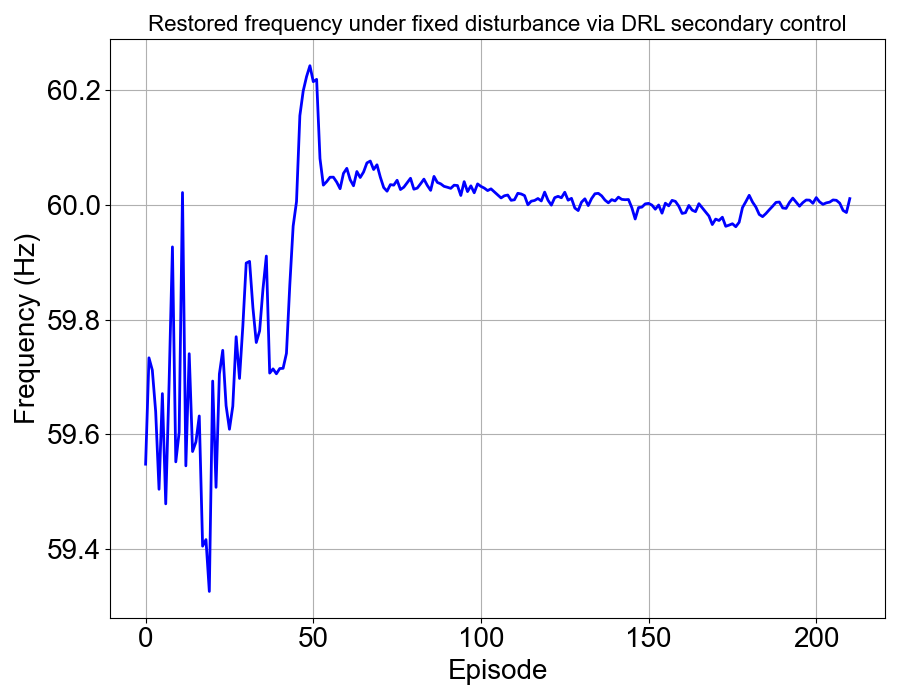 Restored frequency under fixed disturbance via DRL secondary control
Frequency (Hz)
60.2
60.0
59.8
59.6
59.4
0 50 100 150 200
Episode